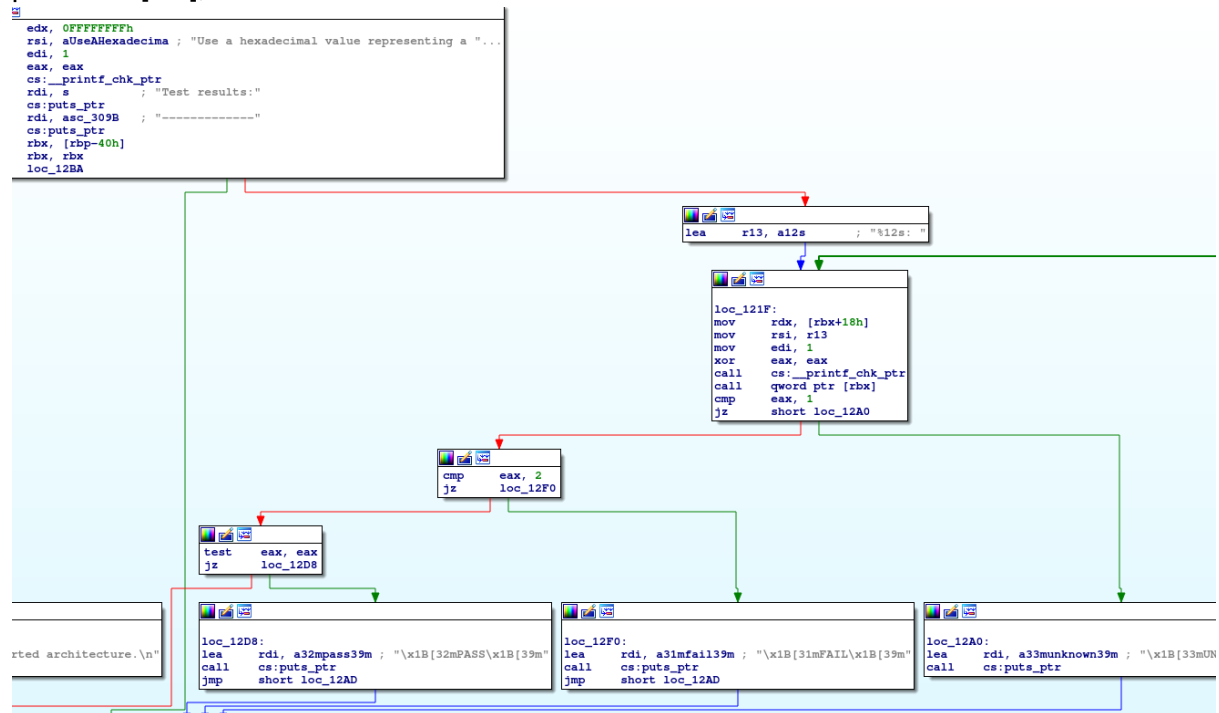 edx, 0FFFFFFFFh
rsi, aUseAHexadecima ; "Use a hexadecimal value representing a "...
edi, 1
eax, eax
cs:__printf_chk_ptr
rdi, s ; "Test results:"
cs:puts_ptr
rdi, asc_309B ; "-------------"
cs:puts_ptr
rbx, [rbp-40h]
rbx, rbx
loc_12BA
lea r13, a12s ; "%12s: "
loc_121F:
mov rdx, [rbx+18h]
mov rsi, r13
mov edi, 1
xor eax, eax
call cs:__printf_chk_ptr
call qword ptr [rbx]
cmp eax, 1
jz short loc_12A0
cmp eax, 2
jz loc_12F0
test eax, eax
jz loc_12D8
rted architecture.\n"
loc_12D8:
lea rdi, a32mpass39m ; "\x1B[32mPASS\x1B[39m"
call cs:puts_ptr
jmp short loc_12AD
loc_12F0:
lea rdi, a31mfail39m ; "\x1B[31mFAIL\x1B[39m"
call cs:puts_ptr
jmp short loc_12AD
loc_12A0:
lea rdi, a33munknown39m ; "\x1B[33mUN
call cs:puts_ptr